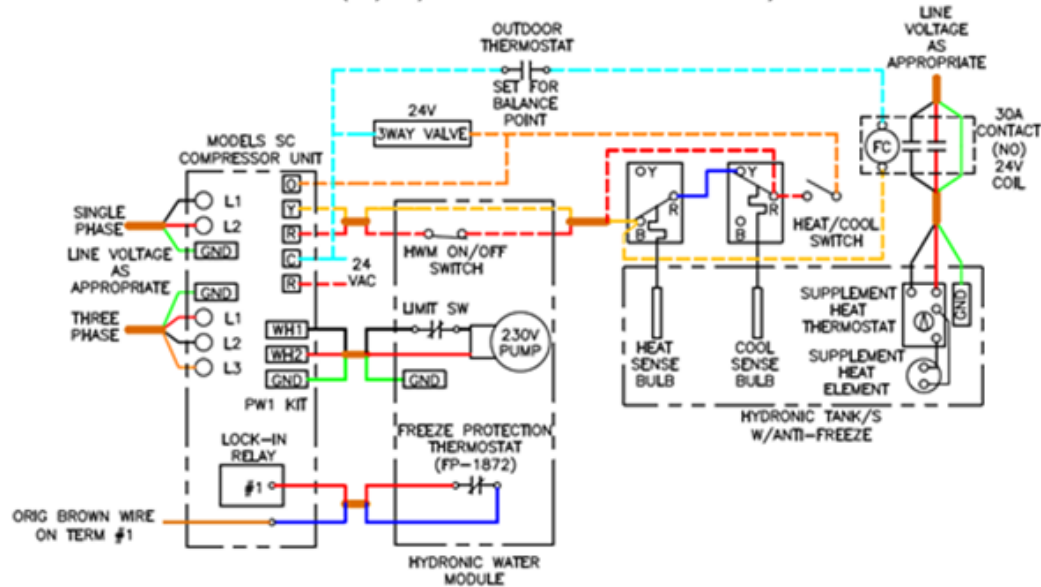 LINE
VOLTAGE
AS
APPROPRIATE
OUTDOOR
THERMOSTAT
SET FOR
BALANCE
POINT
24V
3WAY VALVE
MODELS SC
COMPRESSOR UNIT
30A
CONTACT
(NO)
24V
COIL
FC
O
Y
R
C
R
L1
L2
GND
SINGLE
PHASE
LINE VOLTAGE
AS
APPROPRIATE
THREE
PHASE
GND
L1
L2
L3
24
VAC
HWM ON/OFF
SWITCH
Y
R
B
Y
R
B
HEAT/COOL
SWITCH
WH1
WH2
GND
PW1 KIT
LIMIT SW
230V
PUMP
GND
HEAT
SENSE
BULB
COOL
SENSE
BULB
SUPPLEMENT
HEAT
THERMOSTAT
GND
SUPPLEMENT
HEAT
ELEMENT
HYDRONIC TANK/S
W/ANTI-FREEZE
LOCK-IN
RELAY
#1
FREEZE PROTECTION
THERMOSTAT
(FP-1872)
ORIG BROWN WIRE
ON TERM #1
HYDRONIC WATER
MODULE